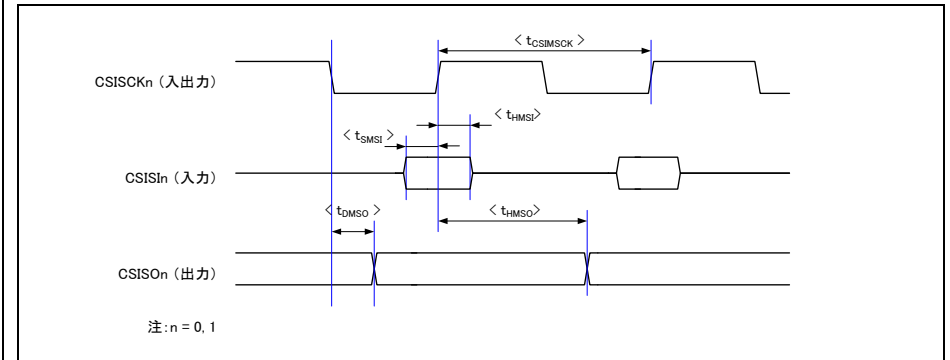 < tCSIMSCK >
CSISCKn (入出力)
< tHMSI>
< tSMSI >
CSISIn (入力)
< tDMSO >
< tHMSO>
CSISOn (出力)
注:n = 0, 1